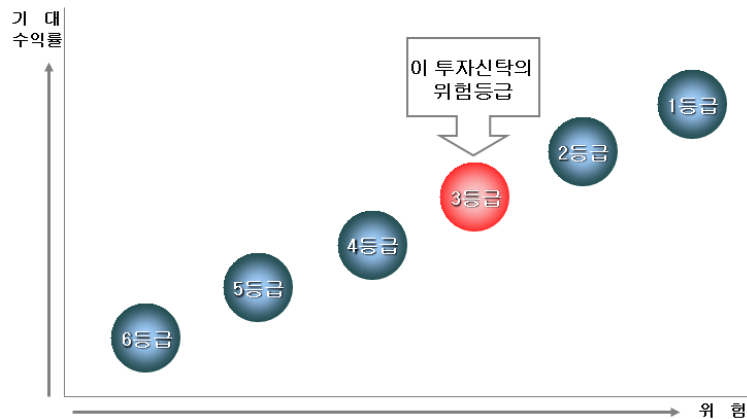 기 대
수익률
이 투자신탁의
위험등급
1등급
2등급
3등급
4등급
5등급
6등급
위 험